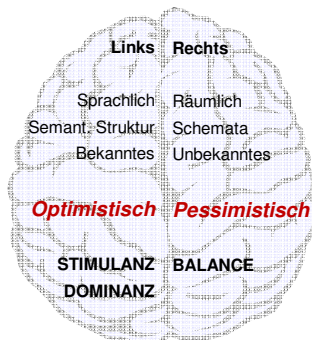 Links Rechts
Sprachlich Räumlich
Semant. Struktur Schemata
Bekanntes Unbekanntes
Optimistisch Pessimistisch
STIMULANZ BALANCE
DOMINANZ